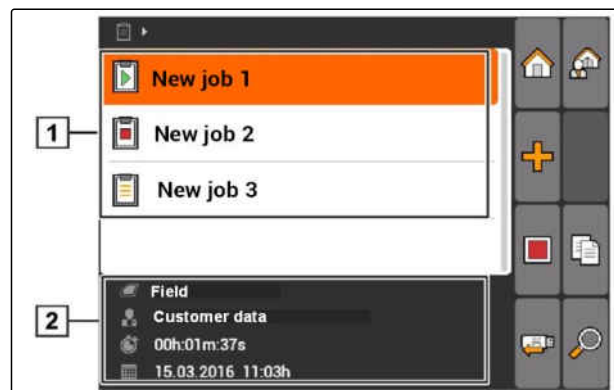 New job 1
1
New job 2
New job 3
Field
2
Customer data
00h:01m:37s
15.03.2016 11:03h